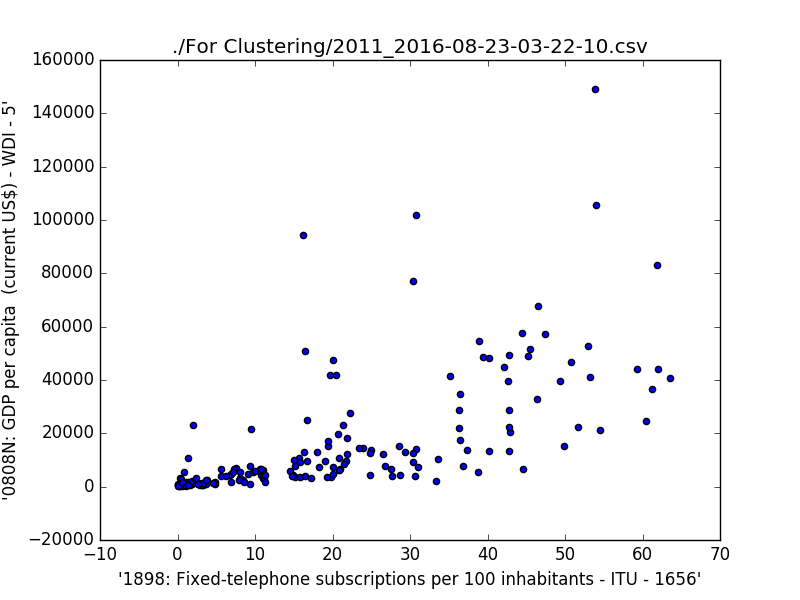 ./For Clustering/2011_2016-08-23-03-22-10.csv
'0808N: GDP per capita  (current US$) - WDI - 5'
160000
140000
120000
100000
80000
60000
40000
20000
0
−20000
−10 0 10 20 30 40 50 60 70
'1898: Fixed-telephone subscriptions per 100 inhabitants - ITU - 1656'